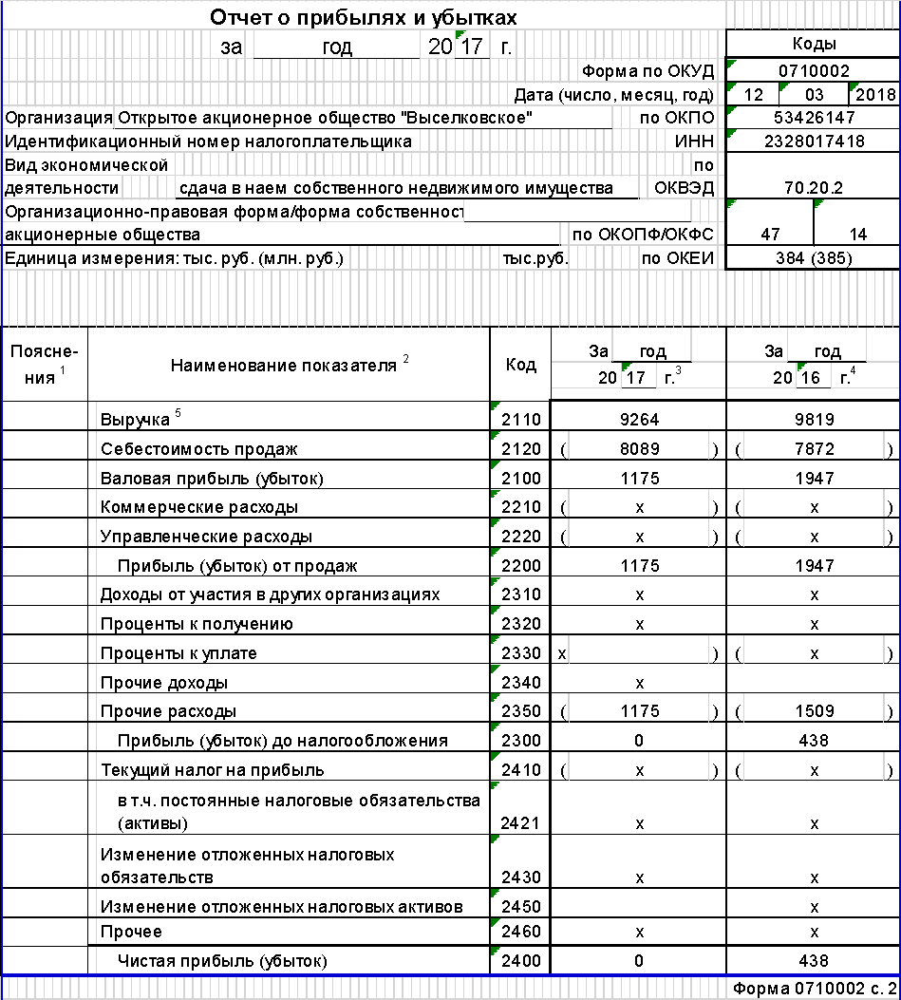 Отчет о прибылях и убытках
за год 20 17 г.
Коды
Форма по ОКУД 0710002
Дата (число, месяц, год) 12 03 2018
Организация Открытое акционерное общество "Выселковское" по ОКПО 53426147
Идентификационный номер налогоплательщика ИНН 2328017418
Вид экономической по
деятельности сдача в наем собственного недвижимого имущества ОКВЭД 70.20.2
Организационно-правовая форма/форма собственност
акционерные общества по ОКОПФ/ОКФС 47 14
Единица измерения: тыс. руб. (млн. руб.) тыс.руб. по ОКЕИ 384 (385)
Поясне-
ния 1 Наименование показателя 2 Код За год 20 17 г.3 За год 20 16 г.4
Выручка 5 2110 9264 9819
Себестоимость продаж 2120 ( 8089 ) ( 7872 )
Валовая прибыль (убыток) 2100 1175 1947
Коммерческие расходы 2210 ( x ) ( x )
Управленческие расходы 2220 ( x ) ( x )
Прибыль (убыток) от продаж 2200 1175 1947
Доходы от участия в других организациях 2310 x x
Проценты к получению 2320 x x
Проценты к уплате 2330 x ) ( x )
Прочие доходы 2340 x
Прочие расходы 2350 ( 1175 ) ( 1509 )
Прибыль (убыток) до налогообложения 2300 0 438
Текущий налог на прибыль 2410 ( x ) ( x )
в т.ч. постоянные налоговые обязательства
(активы) 2421 x x
Изменение отложенных налоговых
обязательств 2430 x x
Изменение отложенных налоговых активов 2450 x
Прочее 2460 x x
Чистая прибыль (убыток) 2400 0 438
Форма 0710002 с. 2